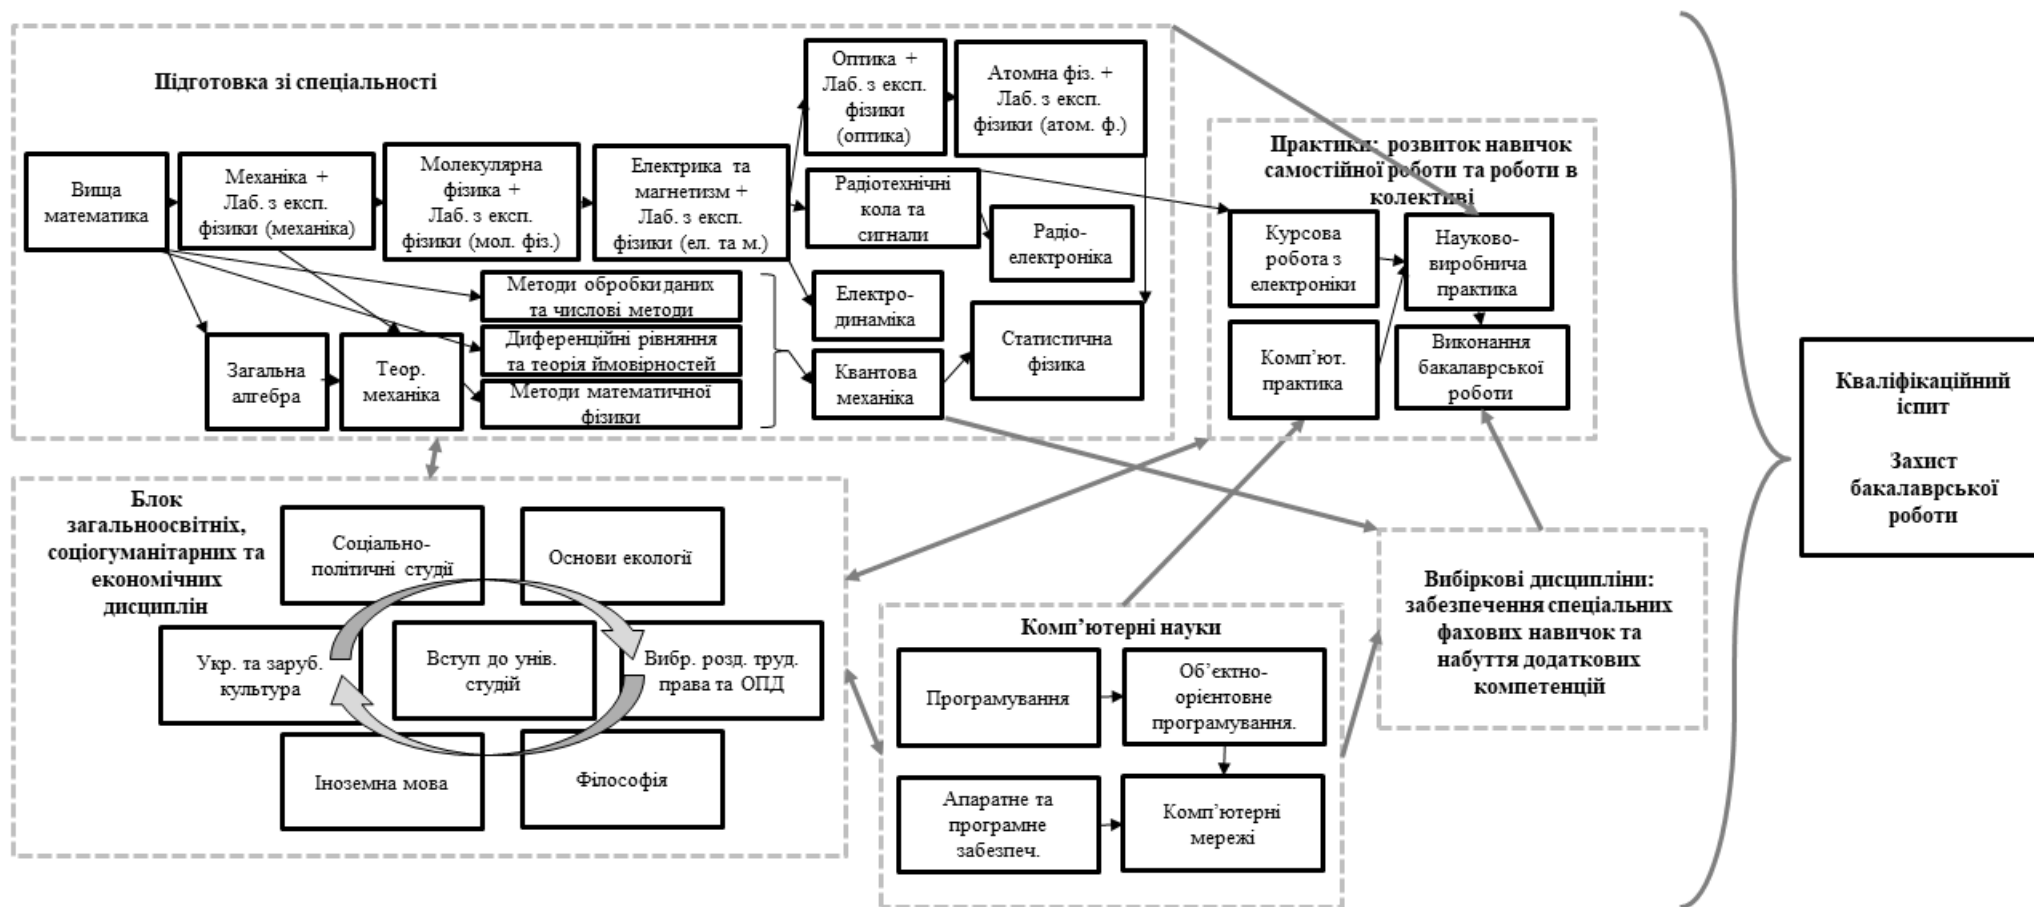 Підготовка зі спеціальності
Вища
математика
Механіка +
Лаб. з експ.
фізики (механіка)
Молекулярна
фізика +
Лаб. з експ.
фізики (мол. фіз.)
Електрика та
магнетизм +
Лаб. з експ.
фізики (ел. та м.)
Оптика +
Лаб. з експ.
фізики
(оптика)
Атомна фіз. +
Лаб. з експ.
фізики (атом. ф.)
Радіотехнічні
кола та
сигнали
Радіо-
електроніка
Методи обробки даних
та числові методи
Диференційні рівняння
та теорія ймовірностей
Методи математичної
фізики
Загальна
алгебра
Теор.
механіка
Електро-
динаміка
Квантова
механіка
Статистична
фізика
Практики: розвиток навичок
самостійної роботи та роботи в
колективі
Курсова
робота з
електроніки
Науково-
виробнича
практика
Комп’ют.
практика
Виконання
бакалаврської
роботи
Кваліфікаційний
іспит
Захист
бакалаврської
роботи
Блок
загальноосвітніх,
соціогуманітарних та
економічних
дисциплін
Соціально-
політичні студії
Основи екології
Укр. та заруб.
культура
Вступ до унів.
студій
Вибр. розд. труд.
права та ОПД
Іноземна мова
Філософія
Комп’ютерні науки
Програмування
Об’єктно-
орієнтовне
програмування.
Апаратне та
програмне
забезпеч.
Комп’ютерні
мережі
Вибіркові дисципліни:
забезпечення спеціальних
фахових навичок та
набуття додаткових
компетенцій